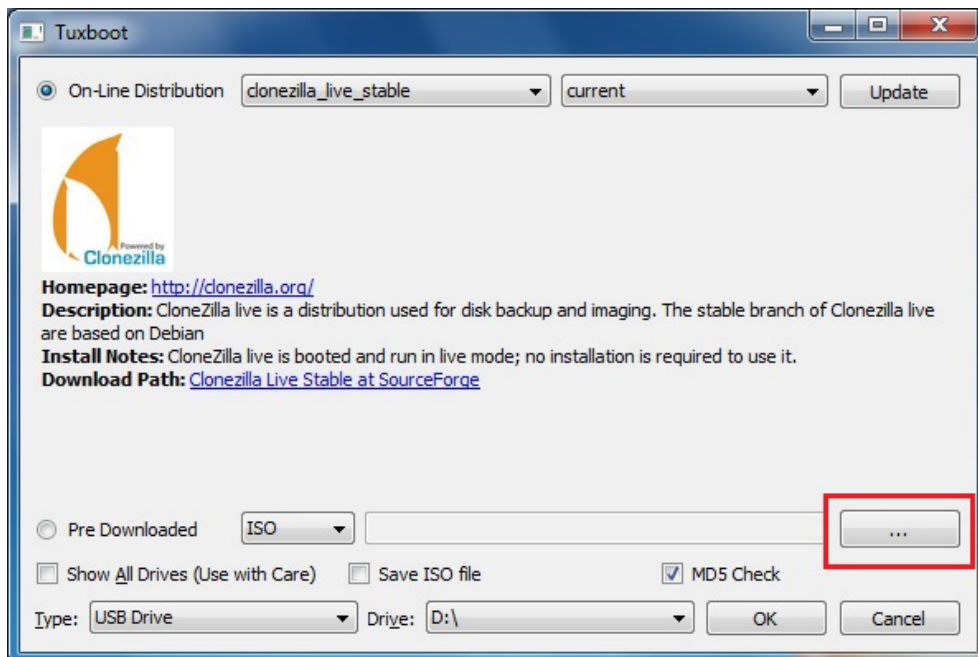 Tuxboot
On-Line Distribution clonezilla_live_stable current Update
Powered by
Clonezilla
Homepage: http://clonezilla.org/
Description: CloneZilla live is a distribution used for disk backup and imaging. The stable branch of Clonezilla live
are based on Debian
Install Notes: CloneZilla live is booted and run in live mode; no installation is required to use it.
Download Path: Clonezilla Live Stable at SourceForge
Pre Downloaded ISO ...
Show All Drives (Use with Care) Save ISO file MD5 Check
Type: USB Drive Drive: D:\ OK Cancel